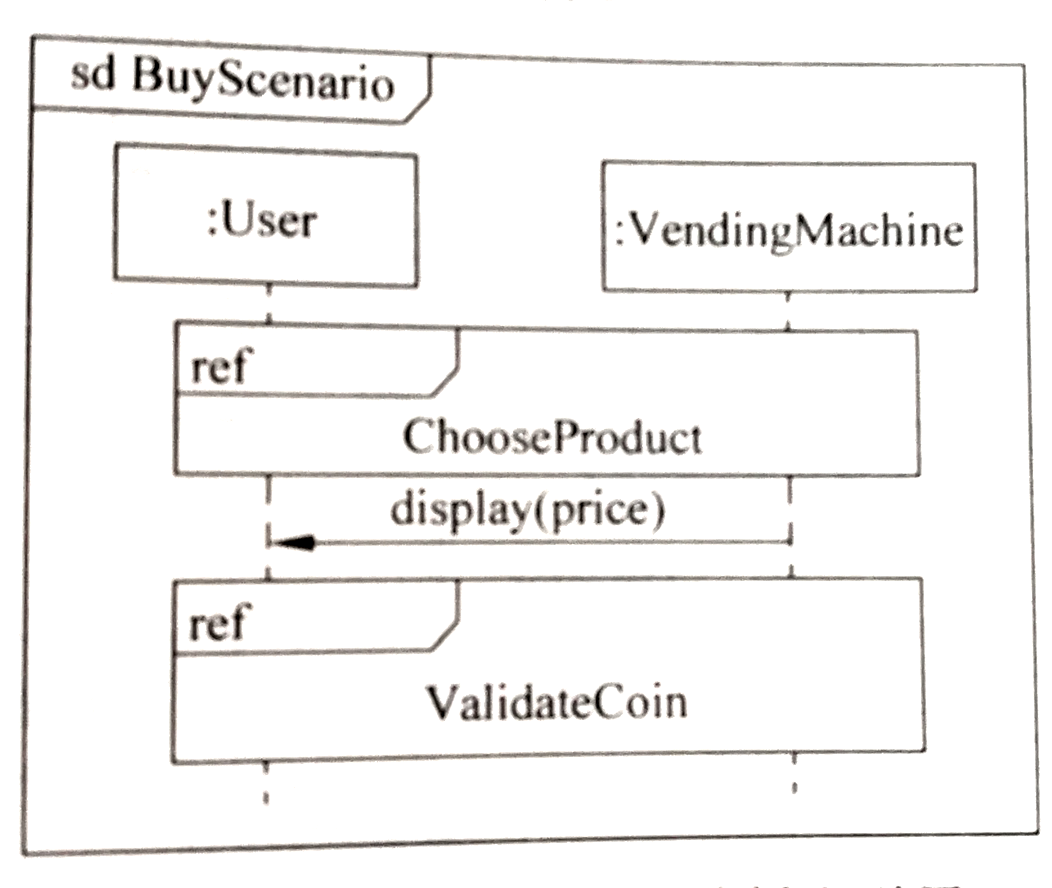 sd BuyScenario
:User
:VendingMachine
ref
ChooseProduct
display(price)
ref
ValidateCoin